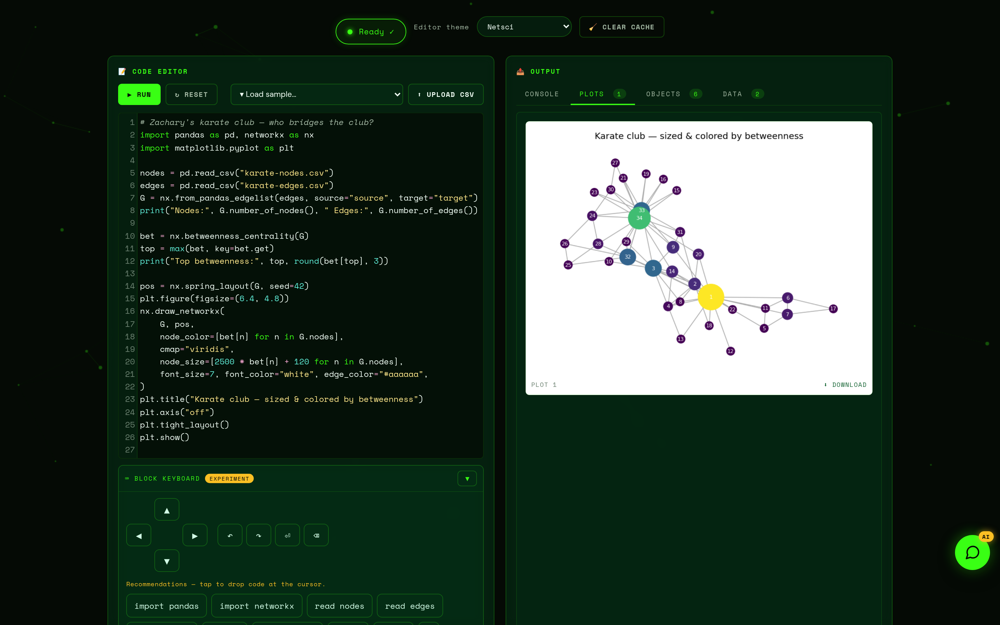 Ready ✓
Editor theme
Netsci
🧹 CLEAR CACHE
📝 CODE EDITOR
▶ RUN
↻ RESET
▾ Load sample…
⬆ UPLOAD CSV
1 # Zachary's karate club — who bridges the club?
2 import pandas as pd, networkx as nx
3 import matplotlib.pyplot as plt
4
5 nodes = pd.read_csv("karate-nodes.csv")
6 edges = pd.read_csv("karate-edges.csv")
7 G = nx.from_pandas_edgelist(edges, source="source", target="target")
8 print("Nodes:", G.number_of_nodes(), " Edges:", G.number_of_edges())
9
10 bet = nx.betweenness_centrality(G)
11 top = max(bet, key=bet.get)
12 print("Top betweenness:", top, round(bet[top], 3))
13
14 pos = nx.spring_layout(G, seed=42)
15 plt.figure(figsize=(6.4, 4.8))
16 nx.draw_networkx(
17     G, pos,
18     node_color=[bet[n] for n in G.nodes],
19     cmap="viridis",
20     node_size=[2500 * bet[n] + 120 for n in G.nodes],
21     font_size=7, font_color="white", edge_color="#aaaaaa",
22 )
23 plt.title("Karate club — sized & colored by betweenness")
24 plt.axis("off")
25 plt.tight_layout()
26 plt.show()
27
⌨ BLOCK KEYBOARD EXPERIMENT
▼
▲
◀ ▶ ↶ ↷ ⏎ ⌫
▼
Recommendations — tap to drop code at the cursor.
import pandas
import networkx
read nodes
read edges
📤 OUTPUT
CONSOLE
PLOTS 1
OBJECTS 6
DATA 2
Karate club — sized & colored by betweenness
27
19
21
16
30
15
23
33
24
34
31
29
26
28
9
20
32
10
25
3
14
2
1
6
8
4
11
17
22
7
18
5
13
12
PLOT 1
⬇ DOWNLOAD
AI